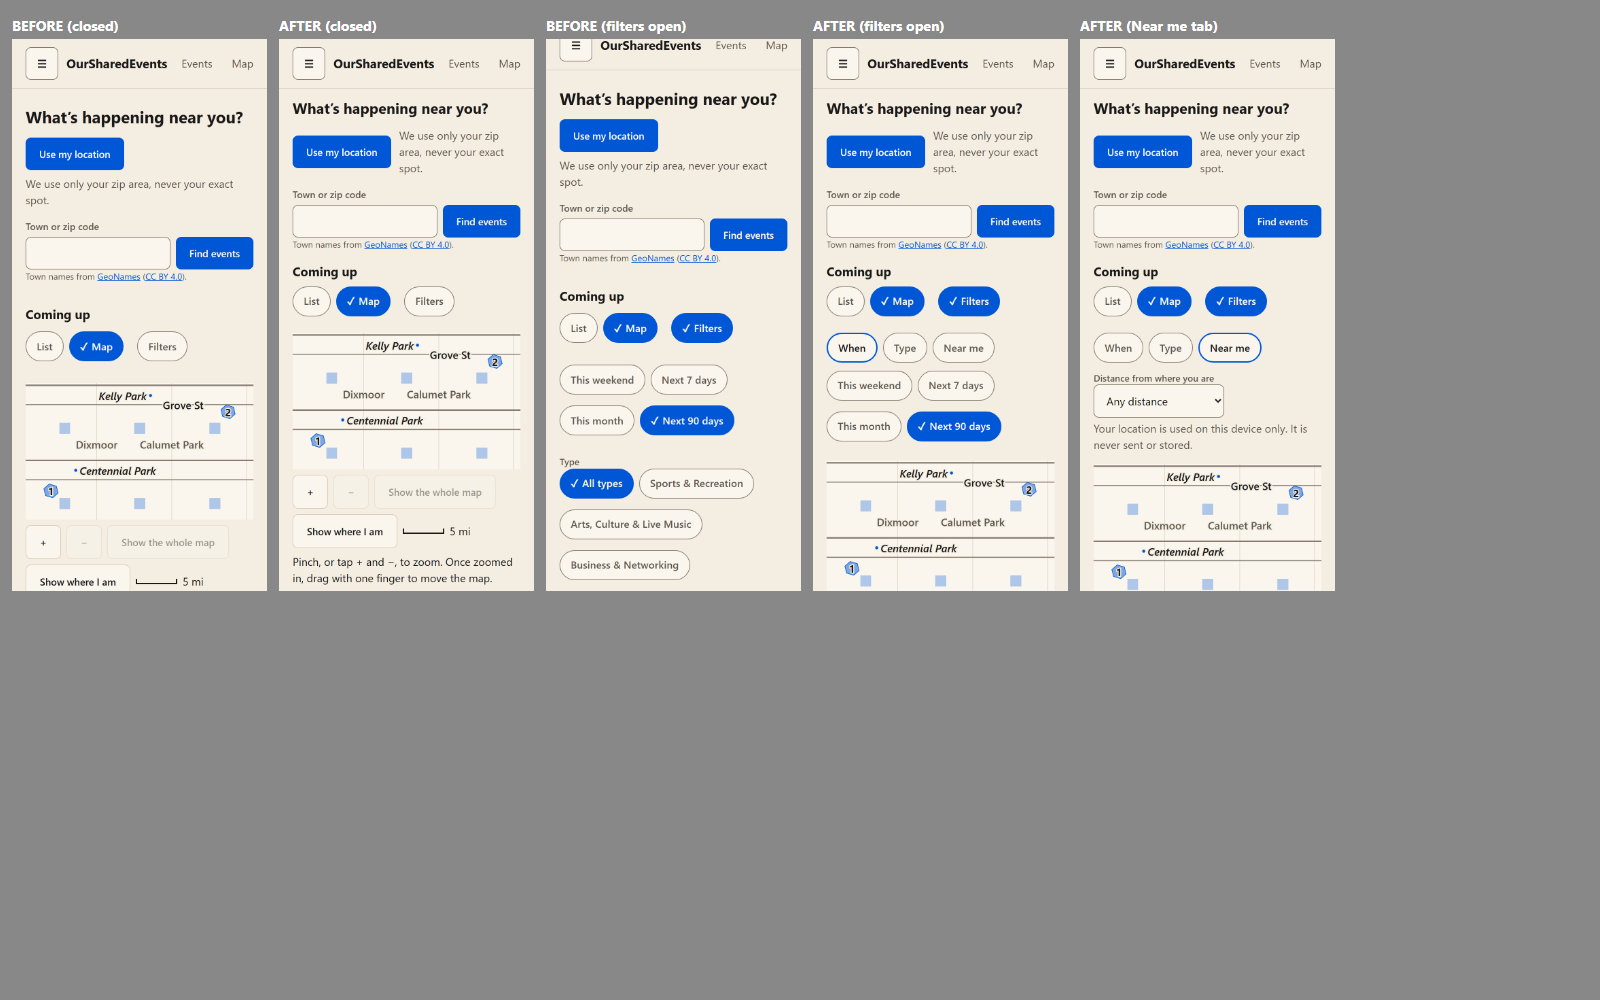 BEFORE (closed)
☰ OurSharedEvents Events Map
What's happening near you?
Use my location
We use only your zip area, never your exact
spot.
Town or zip code
Find events
Town names from GeoNames (CC BY 4.0).
Coming up
List
✓ Map
Filters
Kelly Park
Grove St
2
Dixmoor
Calumet Park
Centennial Park
1
+
−
Show the whole map
Show where I am
5 mi
AFTER (closed)
☰ OurSharedEvents Events Map
What's happening near you?
Use my location
We use only your zip
area, never your exact
spot.
Town or zip code
Find events
Town names from GeoNames (CC BY 4.0).
Coming up
List
✓ Map
Filters
Kelly Park
Grove St
2
Dixmoor
Calumet Park
Centennial Park
1
+
−
Show the whole map
Show where I am
5 mi
Pinch, or tap + and −, to zoom. Once zoomed
in, drag with one finger to move the map.
BEFORE (filters open)
☰ OurSharedEvents Events Map
What's happening near you?
Use my location
We use only your zip area, never your exact
spot.
Town or zip code
Find events
Town names from GeoNames (CC BY 4.0).
Coming up
List
✓ Map
✓ Filters
This weekend
Next 7 days
This month
✓ Next 90 days
Type
✓ All types
Sports & Recreation
Arts, Culture & Live Music
Business & Networking
AFTER (filters open)
☰ OurSharedEvents Events Map
What's happening near you?
Use my location
We use only your zip
area, never your exact
spot.
Town or zip code
Find events
Town names from GeoNames (CC BY 4.0).
Coming up
List
✓ Map
✓ Filters
When
Type
Near me
This weekend
Next 7 days
This month
✓ Next 90 days
Kelly Park
Grove St
2
Dixmoor
Calumet Park
Centennial Park
1
AFTER (Near me tab)
☰ OurSharedEvents Events Map
What's happening near you?
Use my location
We use only your zip
area, never your exact
spot.
Town or zip code
Find events
Town names from GeoNames (CC BY 4.0).
Coming up
List
✓ Map
✓ Filters
When
Type
Near me
Distance from where you are
Any distance
Your location is used on this device only. It is
never sent or stored.
Kelly Park
Grove St
2
Dixmoor
Calumet Park
Centennial Park
1